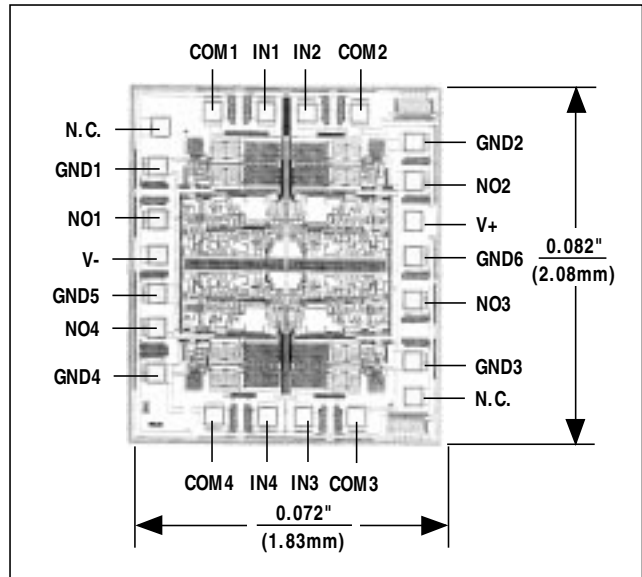 COM1 IN1 IN2 COM2
N.C.
GND1
NO1
V-
GND5
NO4
GND4
GND2
NO2
V+
GND6
NO3
GND3
N.C.
0.082"
(2.08mm)
COM4 IN4 IN3 COM3
0.072"
(1.83mm)